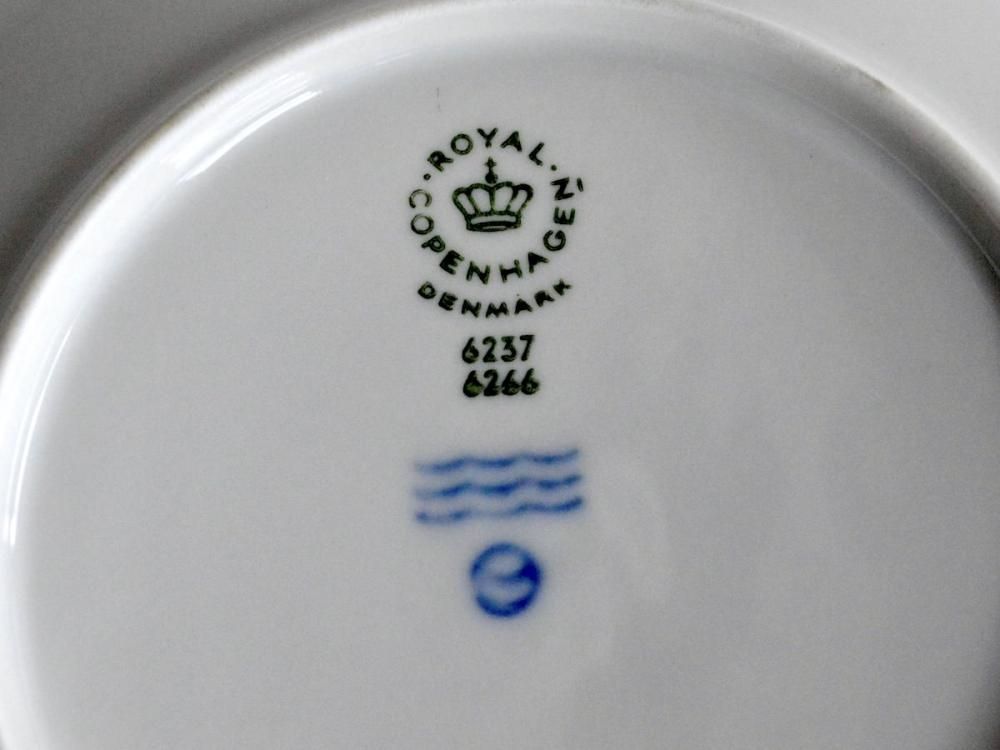 ROYAL
COPENHAGEN
DENMARK
6237
6266